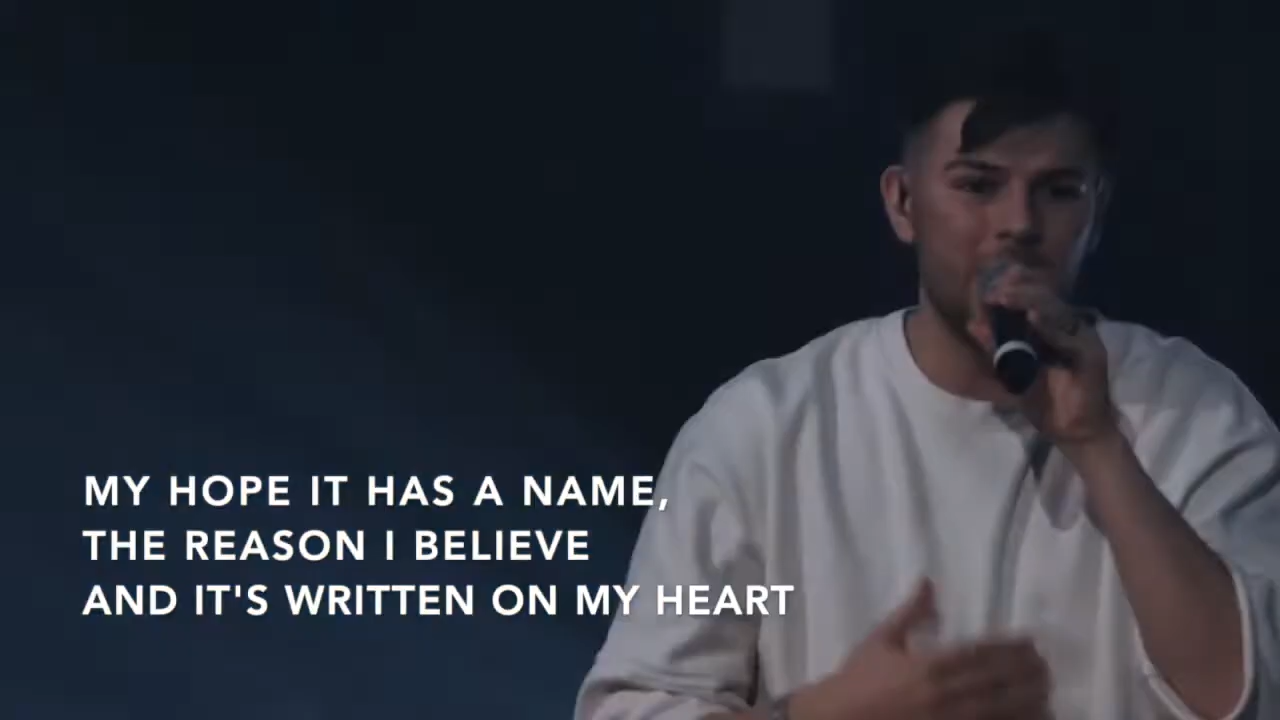 MY HOPE IT HAS A NAME,
THE REASON I BELIEVE
AND IT'S WRITTEN ON MY HEART